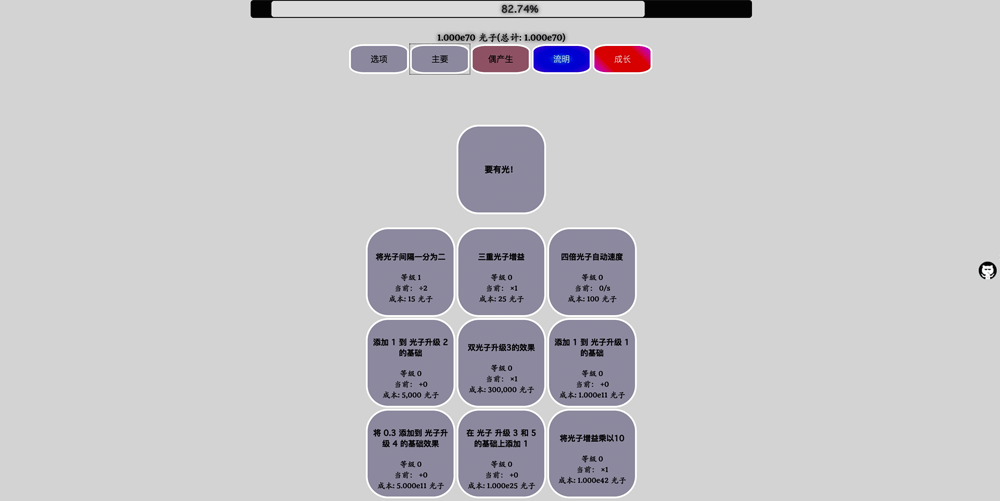 82.74%
1.000e70 光子(总计: 1.000e70)
选项
主要
偶产生
流明
成长
要有光！
将光子间隔一分为二
等级 1
当前： ÷2
成本: 15 光子
三重光子增益
等级 0
当前： ×1
成本: 25 光子
四倍光子自动速度
等级 0
当前： 0/s
成本: 100 光子
添加 1 到 光子升级 2
的基础
等级 0
当前： +0
成本: 5,000 光子
双光子升级3的效果
等级 0
当前： ×1
成本: 300,000 光子
添加 1 到 光子升级 1
的基础
等级 0
当前： +0
成本: 1.000e11 光子
将 0.3 添加到 光子升
级 4 的基础效果
等级 0
当前： +0
成本: 5.000e11 光子
在 光子 升级 3 和 5
的基础上添加 1
等级 0
当前： +0
成本: 1.000e25 光子
将光子增益乘以10
等级 0
当前： ×1
成本: 1.000e42 光子